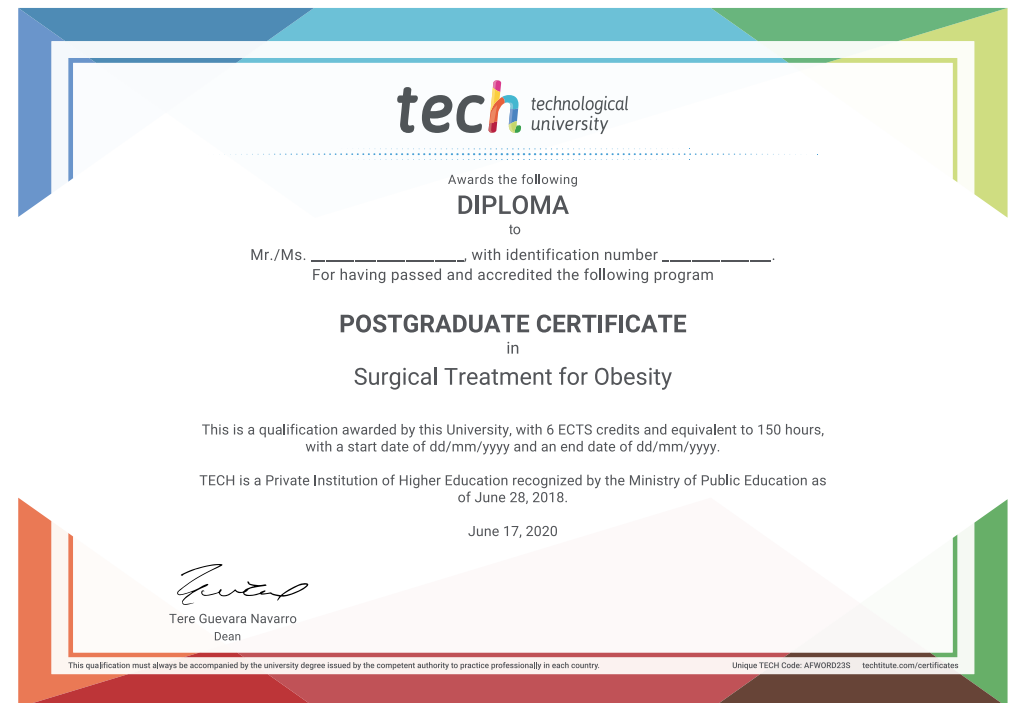 tech technological
university
Awards the following
DIPLOMA
to
Mr./Ms. _______________, with identification number ___________.
For having passed and accredited the following program
POSTGRADUATE CERTIFICATE
in
Surgical Treatment for Obesity
This is a qualification awarded by this University, with 6 ECTS credits and equivalent to 150 hours,
with a start date of dd/mm/yyyy and an end date of dd/mm/yyyy.
TECH is a Private Institution of Higher Education recognized by the Ministry of Public Education as
of June 28, 2018.
June 17, 2020
Tere Guevara Navarro
Dean
This qualification must always be accompanied by the university degree issued by the competent authority to practice professionally in each country. Unique TECH Code: AFWORD23S techtitute.com/certificates